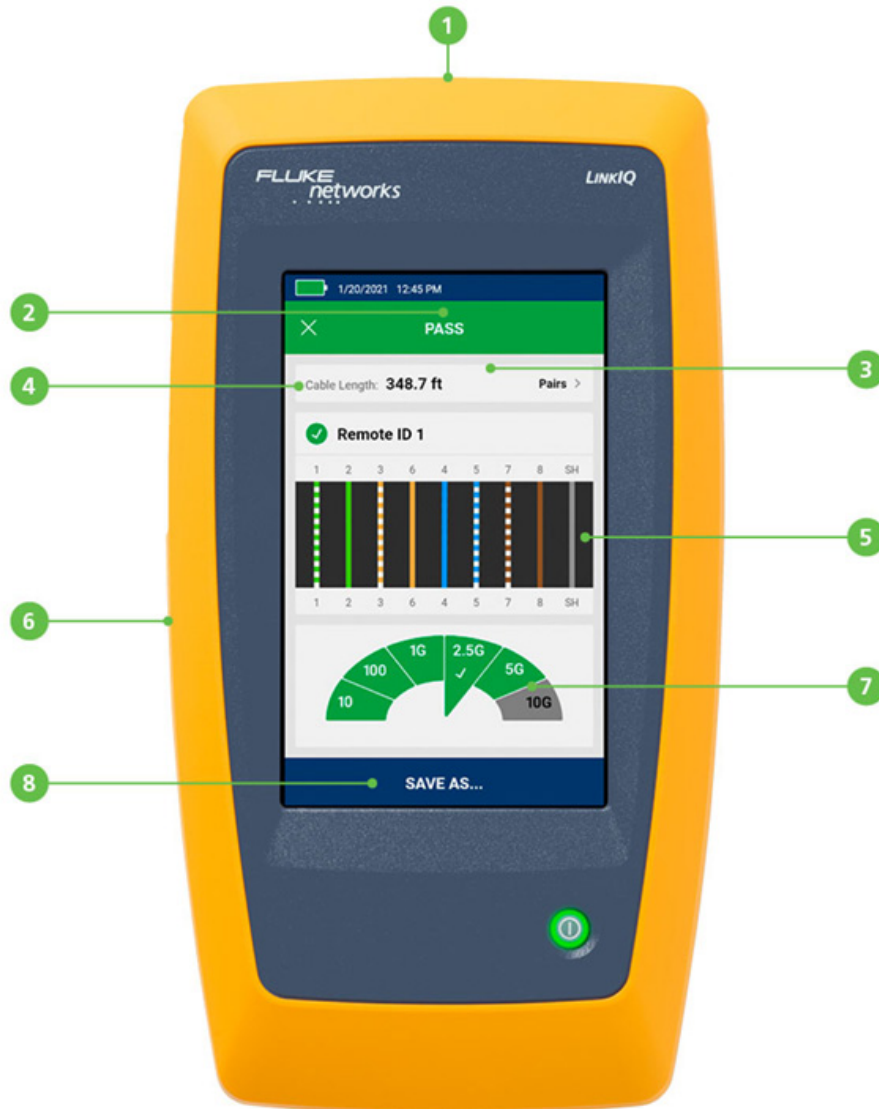 1
FLUKE
networks
LINKIQ
1/20/2021 12:45 PM
2
PASS
3
4
Cable Length: 348.7 ft Pairs >
Remote ID 1
1 2 3 6 4 5 7 8 SH
5
1 2 3 6 4 5 7 8 SH
6
10 100 1G 2.5G 5G 10G
7
8
SAVE AS...